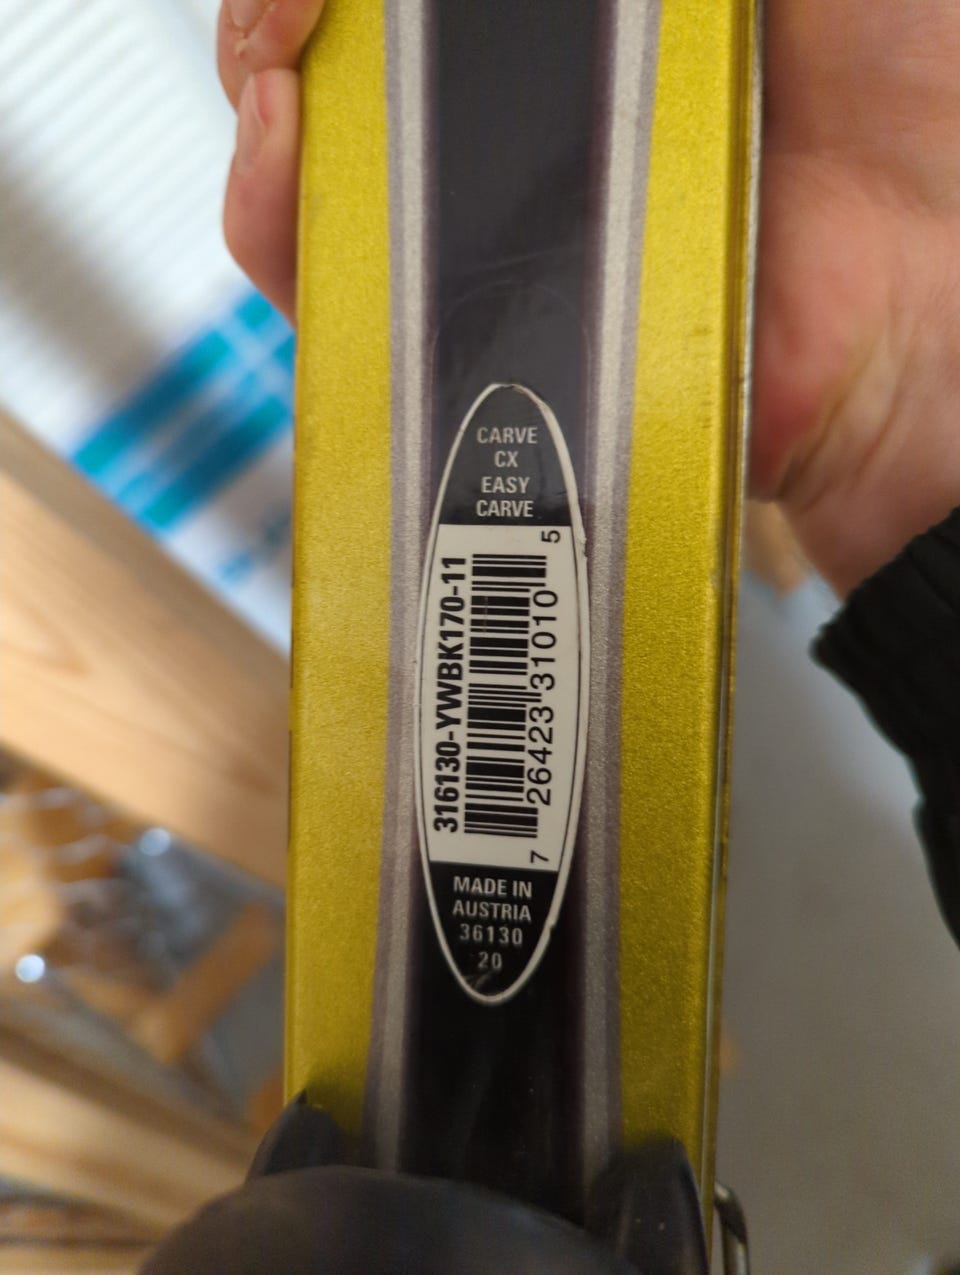 CARVE
CX
EASY
CARVE
316130-YWBK170-11
7 26423 31010 5
MADE IN
AUSTRIA
36130
20